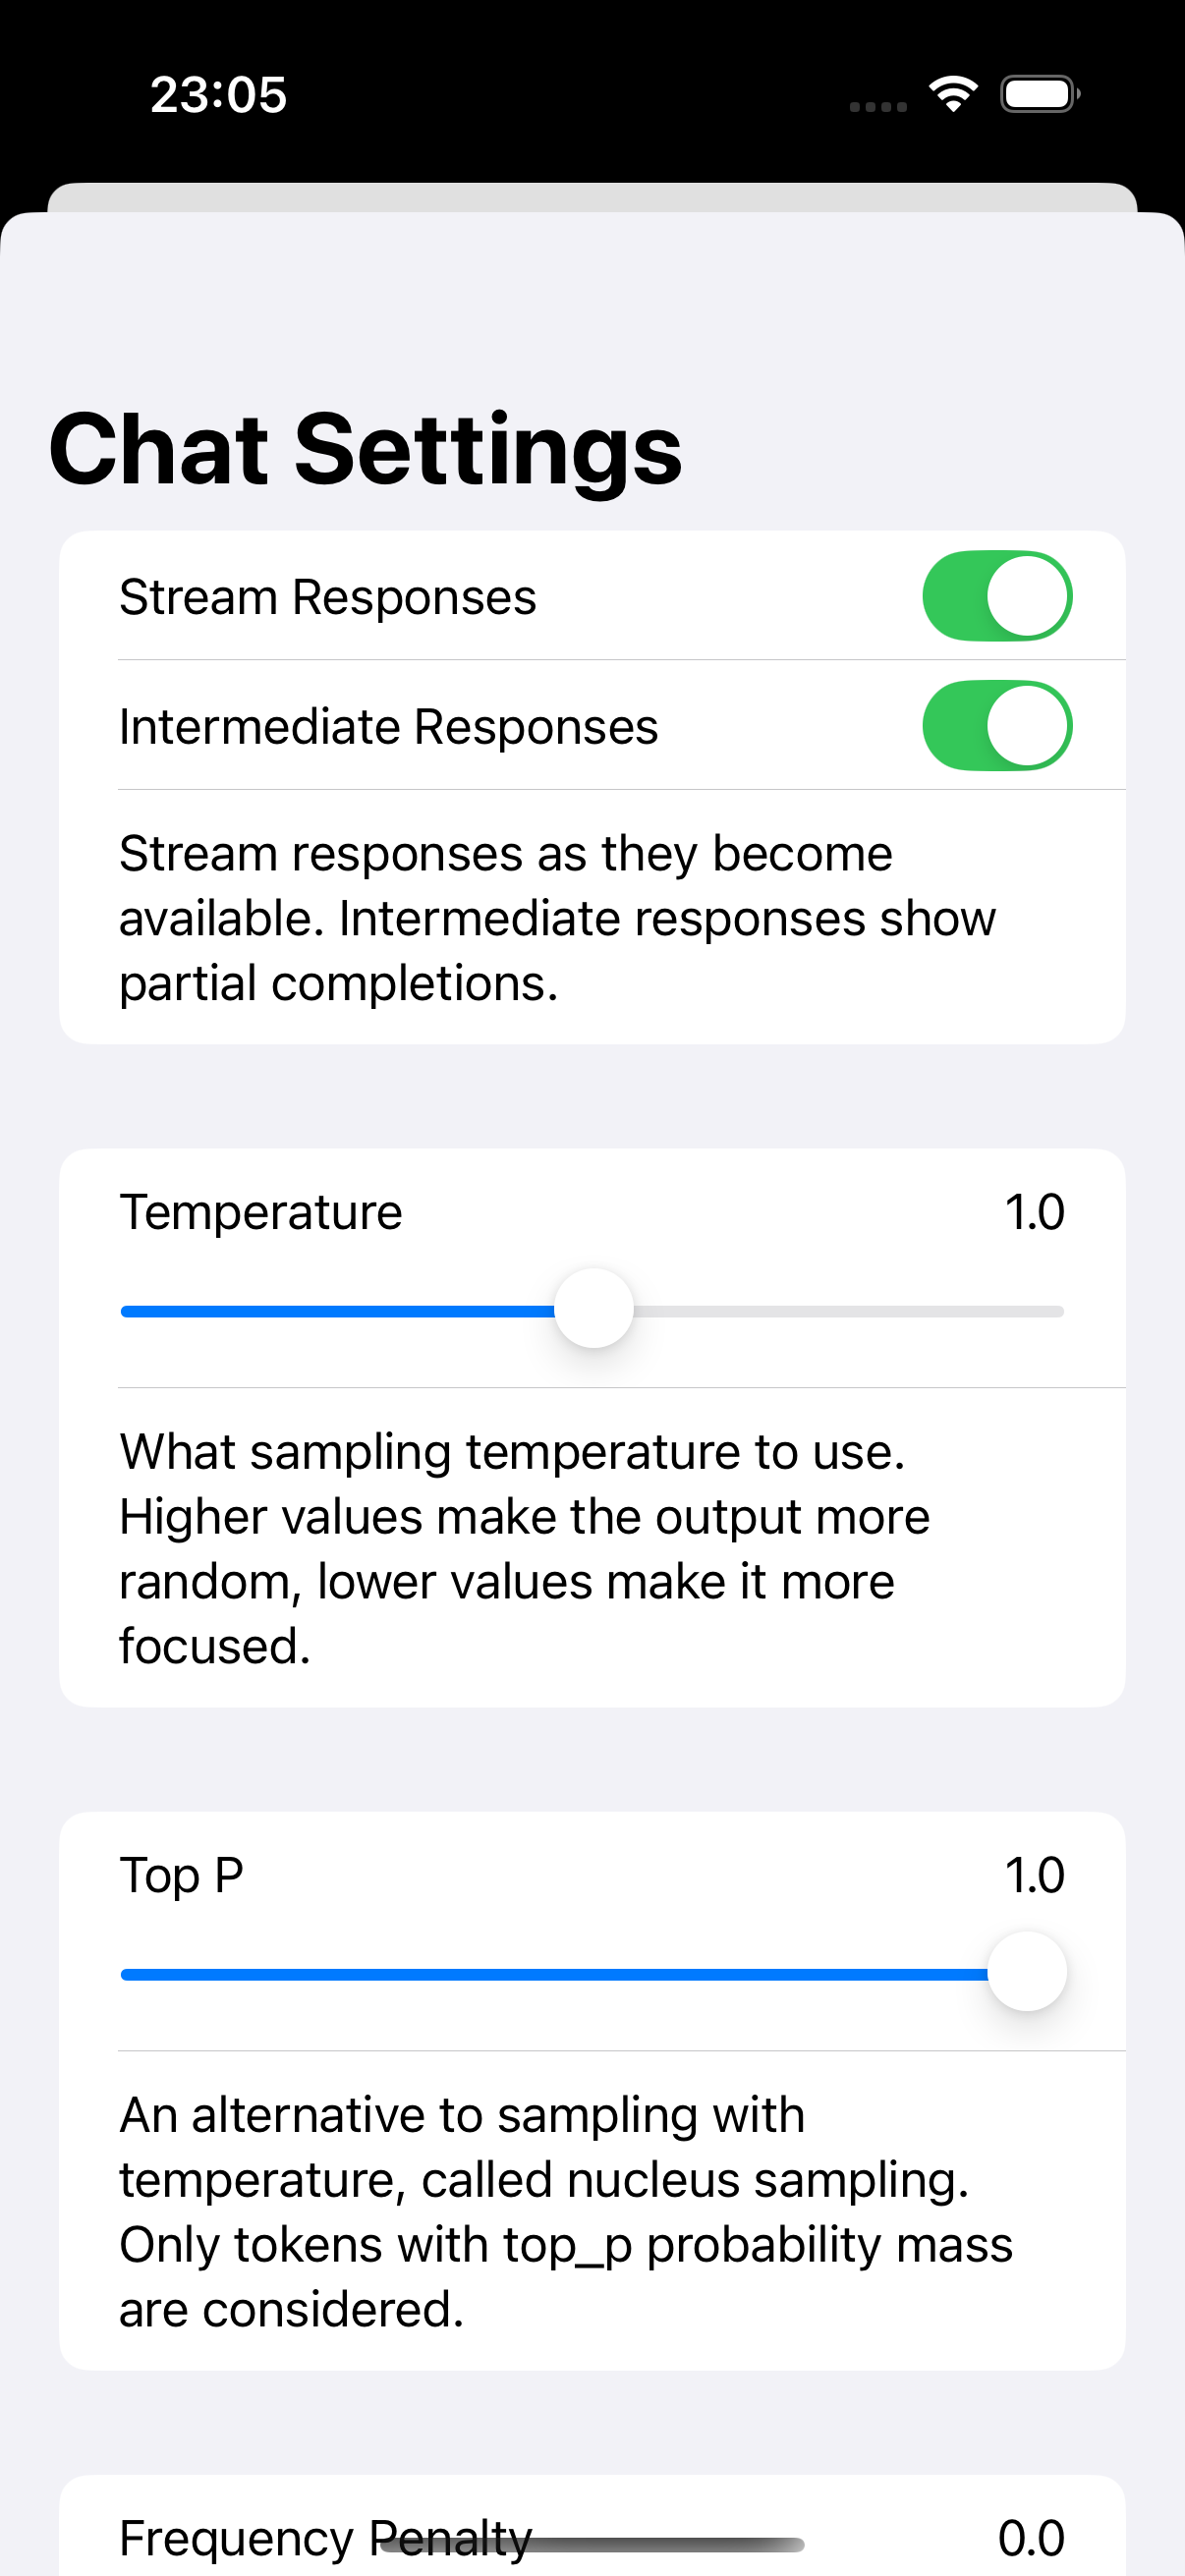 23:05
Chat Settings
Stream Responses
Intermediate Responses
Stream responses as they become
available. Intermediate responses show
partial completions.
Temperature 1.0
What sampling temperature to use.
Higher values make the output more
random, lower values make it more
focused.
Top P 1.0
An alternative to sampling with
temperature, called nucleus sampling.
Only tokens with top_p probability mass
are considered.
Frequency Penalty 0.0